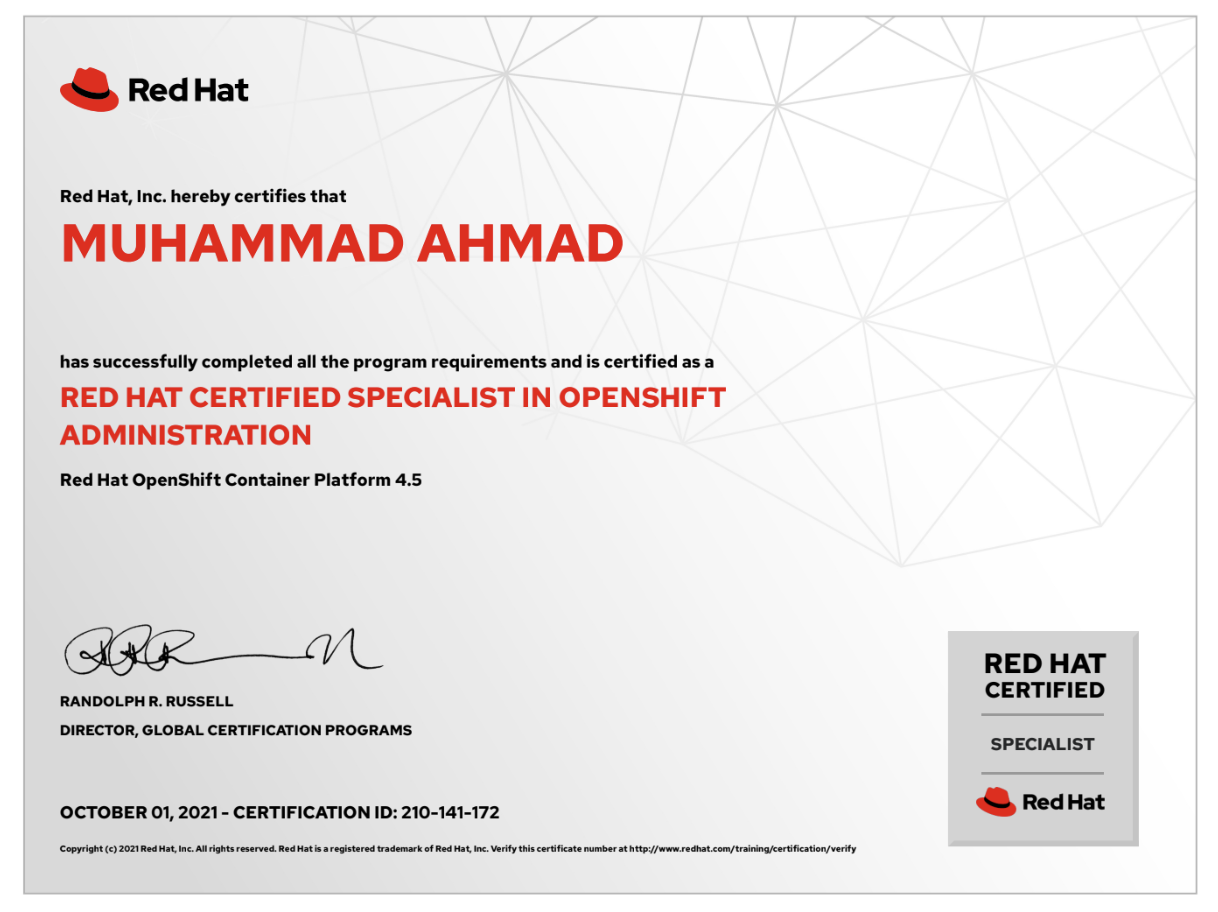 Red Hat
Red Hat, Inc. hereby certifies that
MUHAMMAD AHMAD
has successfully completed all the program requirements and is certified as a
RED HAT CERTIFIED SPECIALIST IN OPENSHIFT
ADMINISTRATION
Red Hat OpenShift Container Platform 4.5
RANDOLPH R. RUSSELL
DIRECTOR, GLOBAL CERTIFICATION PROGRAMS
OCTOBER 01, 2021 - CERTIFICATION ID: 210-141-172
Copyright (c) 2021 Red Hat, Inc. All rights reserved. Red Hat is a registered trademark of Red Hat, Inc. Verify this certificate number at http://www.redhat.com/training/certification/verify
RED HAT
CERTIFIED
SPECIALIST
Red Hat